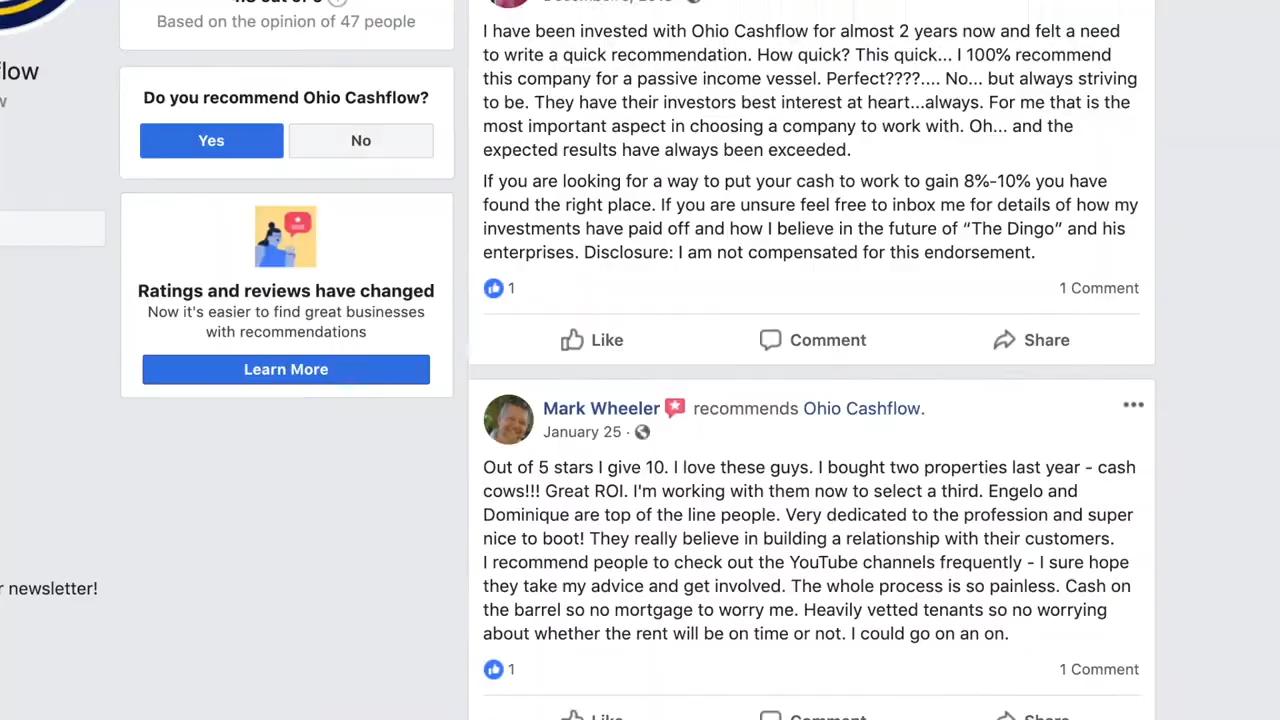 Based on the opinion of 47 people
flow
Do you recommend Ohio Cashflow?
Yes
No
Ratings and reviews have changed
Now it's easier to find great businesses
with recommendations
Learn More
r newsletter!
I have been invested with Ohio Cashflow for almost 2 years now and felt a need
to write a quick recommendation. How quick? This quick... I 100% recommend
this company for a passive income vessel. Perfect????.... No... but always striving
to be. They have their investors best interest at heart...always. For me that is the
most important aspect in choosing a company to work with. Oh... and the
expected results have always been exceeded.
If you are looking for a way to put your cash to work to gain 8%-10% you have
found the right place. If you are unsure feel free to inbox me for details of how my
investments have paid off and how I believe in the future of “The Dingo” and his
enterprises. Disclosure: I am not compensated for this endorsement.
1
1 Comment
Like
Comment
Share
Mark Wheeler recommends Ohio Cashflow.
January 25 ·
Out of 5 stars I give 10. I love these guys. I bought two properties last year - cash
cows!!! Great ROI. I'm working with them now to select a third. Engelo and
Dominique are top of the line people. Very dedicated to the profession and super
nice to boot! They really believe in building a relationship with their customers.
I recommend people to check out the YouTube channels frequently - I sure hope
they take my advice and get involved. The whole process is so painless. Cash on
the barrel so no mortgage to worry me. Heavily vetted tenants so no worrying
about whether the rent will be on time or not. I could go on an on.
1
1 Comment
Like
Comment
Share